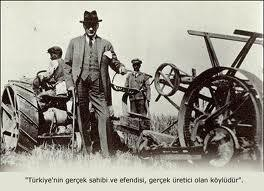 "Türkiye'nin gerçek sahibi ve efendisi, gerçek üretici olan köylüdür".